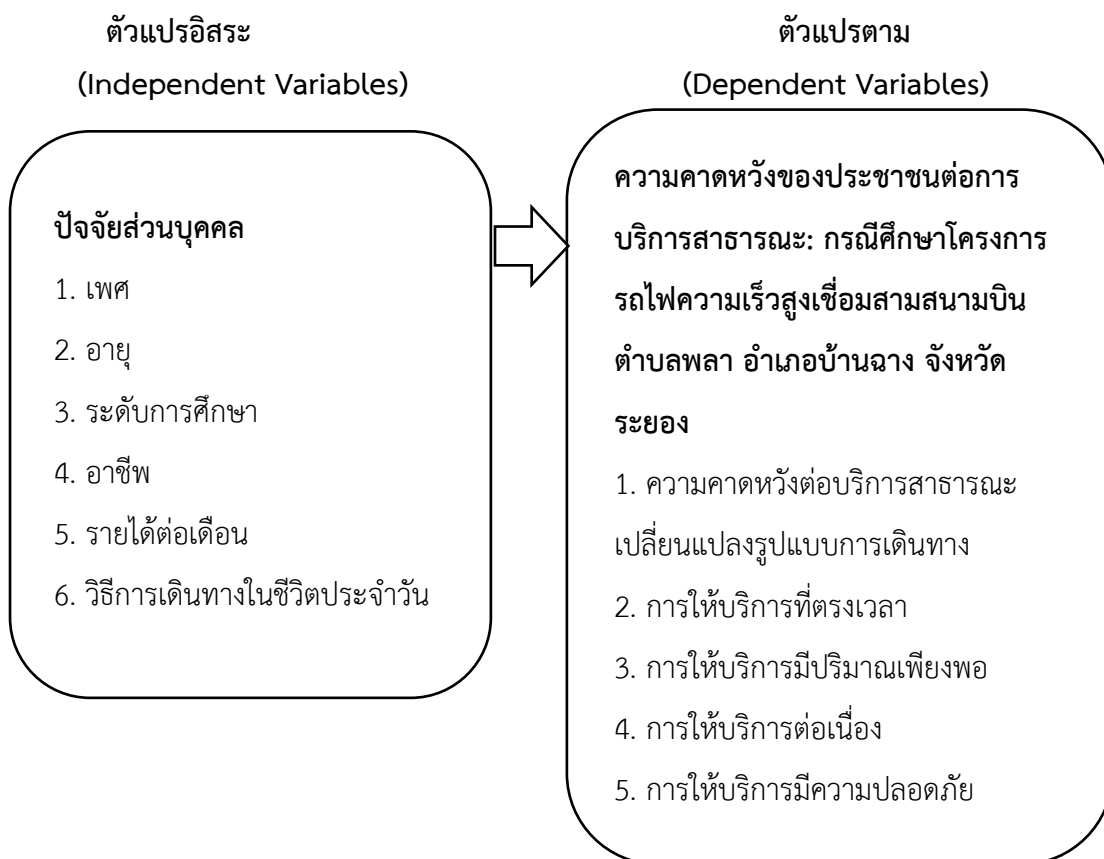 ตัวแปรอิสระ
(Independent Variables)
ปัจจัยส่วนบุคคล
1. เพศ
2. อายุ
3. ระดับการศึกษา
4. อาชีพ
5. รายได้ต่อเดือน
6. วิธีการเดินทางในชีวิตประจำวัน
ตัวแปรตาม
(Dependent Variables)
ความคาดหวังของประชาชนต่อการ
บริการสาธารณะ: กรณีศึกษาโครงการ
รถไฟความเร็วสูงเชื่อมสามสนามบิน
ตำบลพลา อำเภอบ้านฉาง จังหวัด
ระยอง
1. ความคาดหวังต่อบริการสาธารณะ
เปลี่ยนแปลงรูปแบบการเดินทาง
2. การให้บริการที่ตรงเวลา
3. การให้บริการมีปริมาณเพียงพอ
4. การให้บริการต่อเนื่อง
5. การให้บริการมีความปลอดภัย